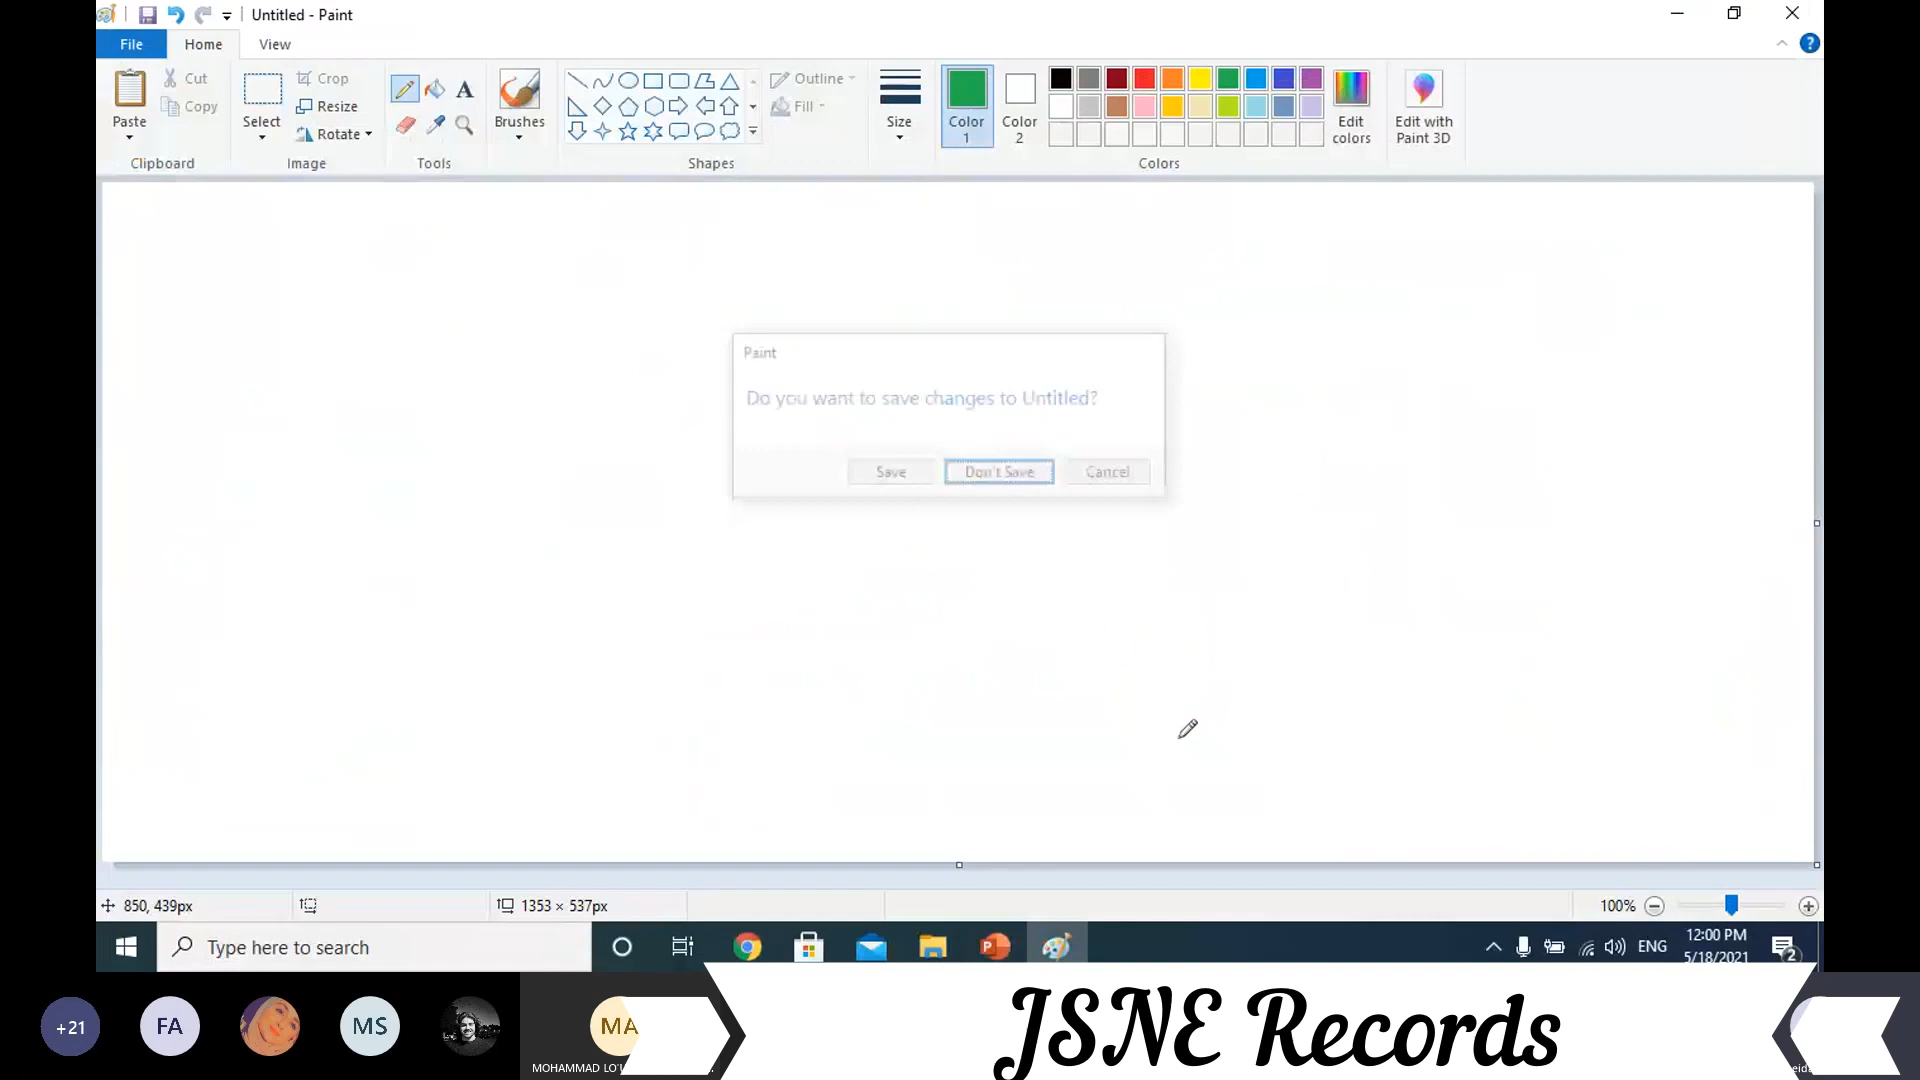 Untitled - Paint
File Home View
Paste
Cut
Copy
Clipboard
Select
Crop
Resize
Rotate
Image
A
Tools
Brushes
Shapes
Outline
Fill
Size
Color 1
Color 2
Edit colors
Colors
Edit with Paint 3D
Paint
Do you want to save changes to Untitled?
Save Don't Save Cancel
850, 439px 1353 × 537px 100%
Type here to search
ENG
12:00 PM
5/18/2021
2
+21 FA MS MA
MOHAMMAD
JSNE Records